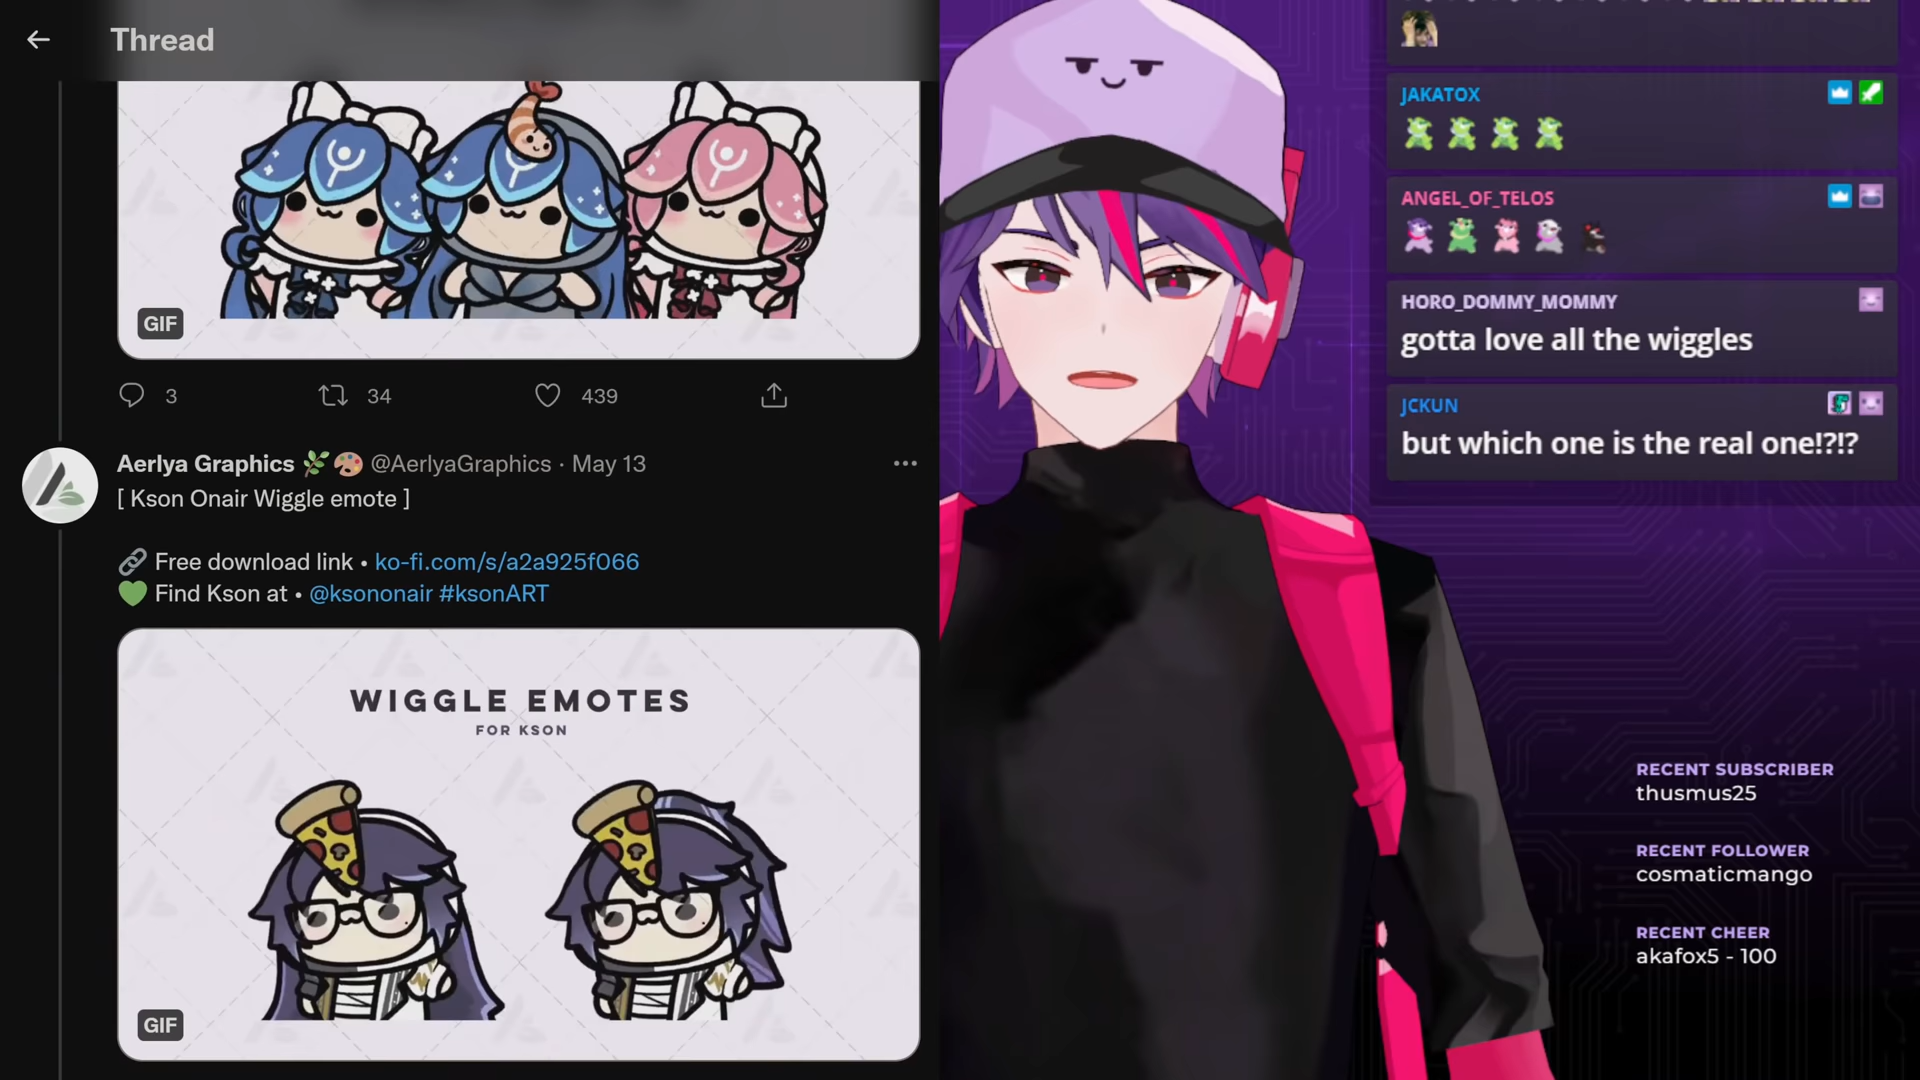 Thread
GIF
3
34
439
Aerlya Graphics 🌿🎨 @AerlyaGraphics · May 13
[ Kson Onair Wiggle emote ]
🔗 Free download link • ko-fi.com/s/a2a925f066
💚 Find Kson at • @ksononair #ksonART
WIGGLE EMOTES
FOR KSON
GIF
JAKATOX
ANGEL_OF_TELOS
HORO_DOMMY_MOMMY
gotta love all the wiggles
JCKUN
but which one is the real one!?!?
RECENT SUBSCRIBER
thusmus25
RECENT FOLLOWER
cosmaticmango
RECENT CHEER
akafox5 - 100